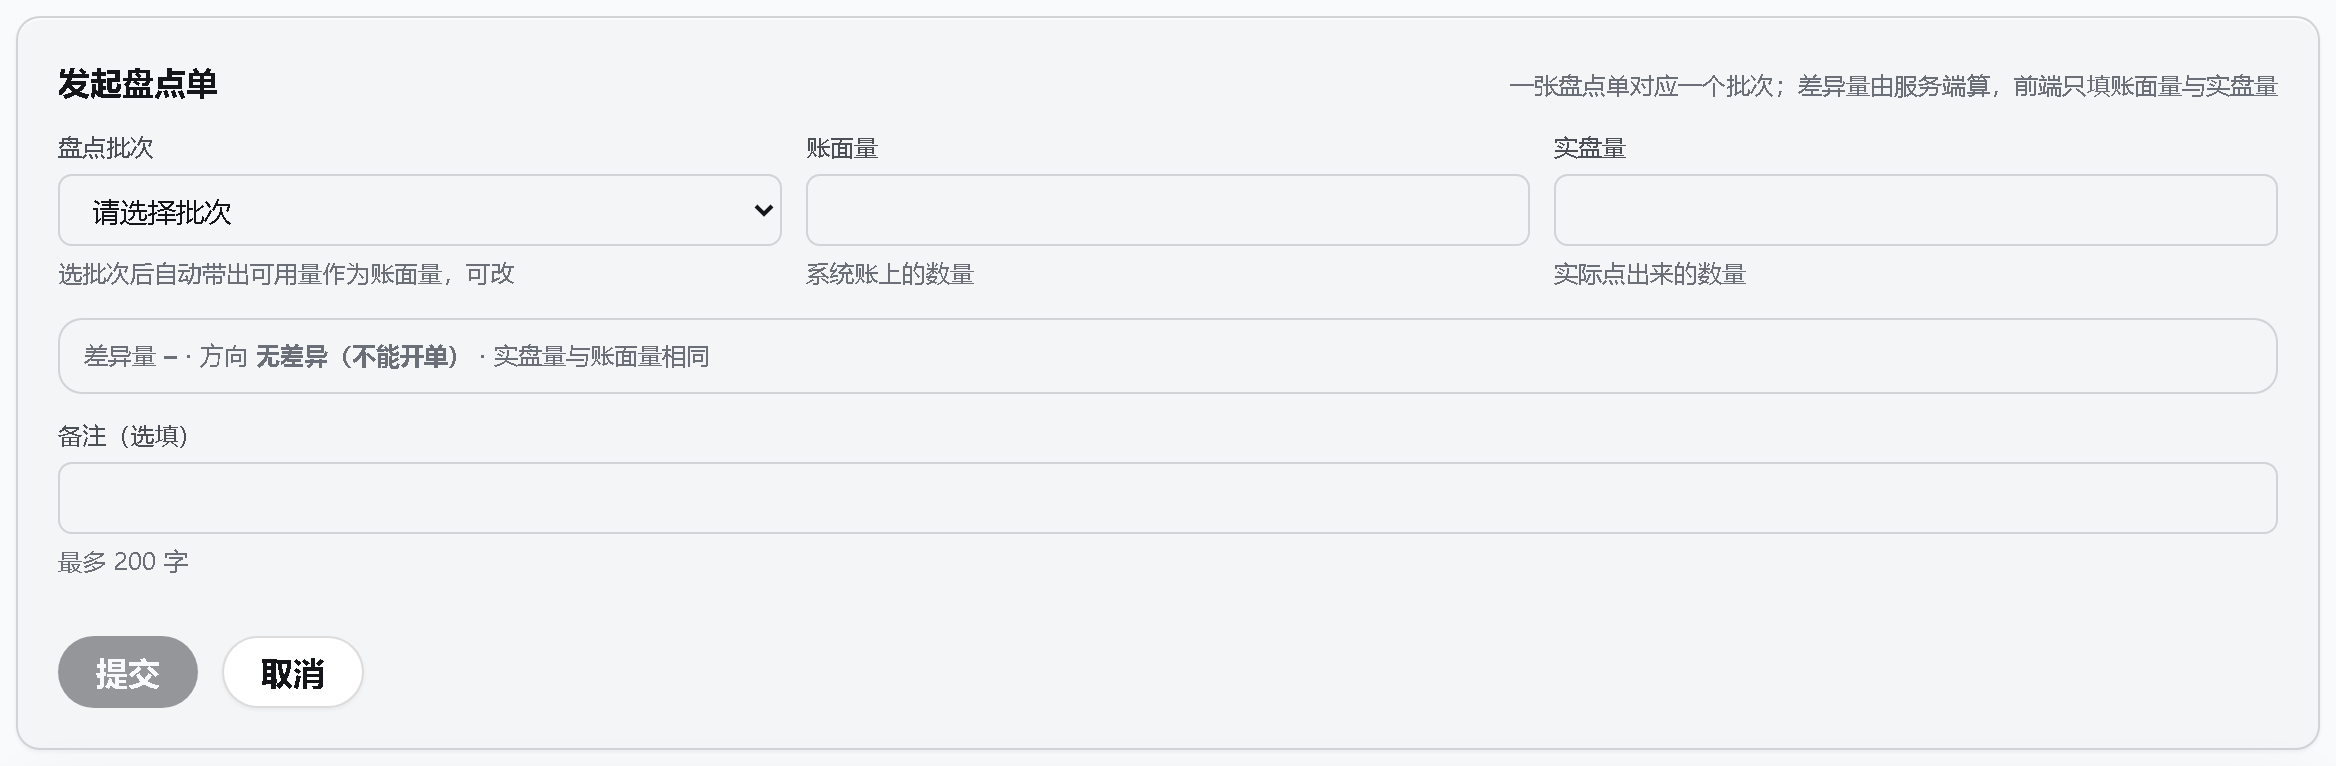 发起盘点单
一张盘点单对应一个批次；差异量由服务端算，前端只填账面量与实盘量
盘点批次
账面量
实盘量
请选择批次
选批次后自动带出可用量作为账面量，可改
系统账上的数量
实际点出来的数量
差异量 – · 方向 无差异（不能开单） · 实盘量与账面量相同
备注（选填）
最多 200 字
提交
取消